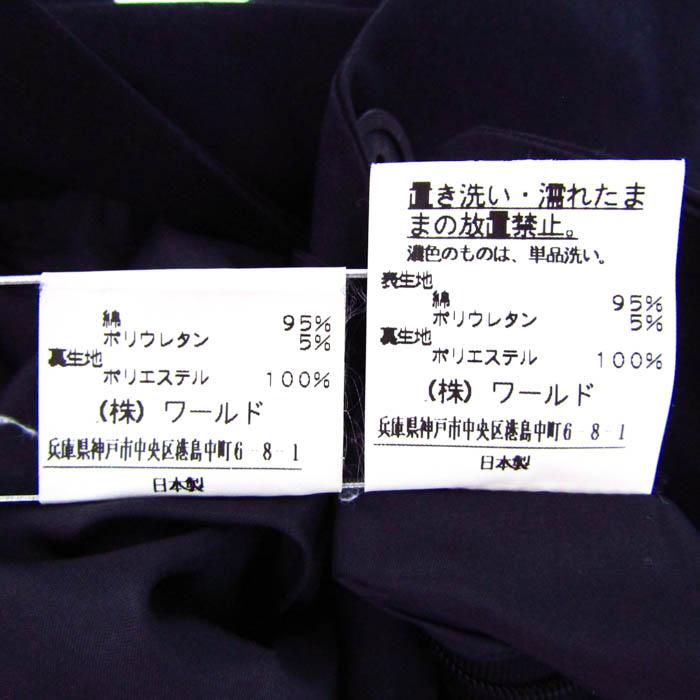 綿 95%
ポリウレタン 5%
裏生地
ポリエステル 100%
(株) ワールド
兵庫県神戸市中央区港島中町6-8-1
日本製
置き洗い・濡れたま
まの放置禁止。
濃色のものは、単品洗い。
表生地
綿 95%
ポリウレタン 5%
裏生地
ポリエステル 100%
(株) ワールド
兵庫県神戸市中央区港島中町6-8-1
日本製